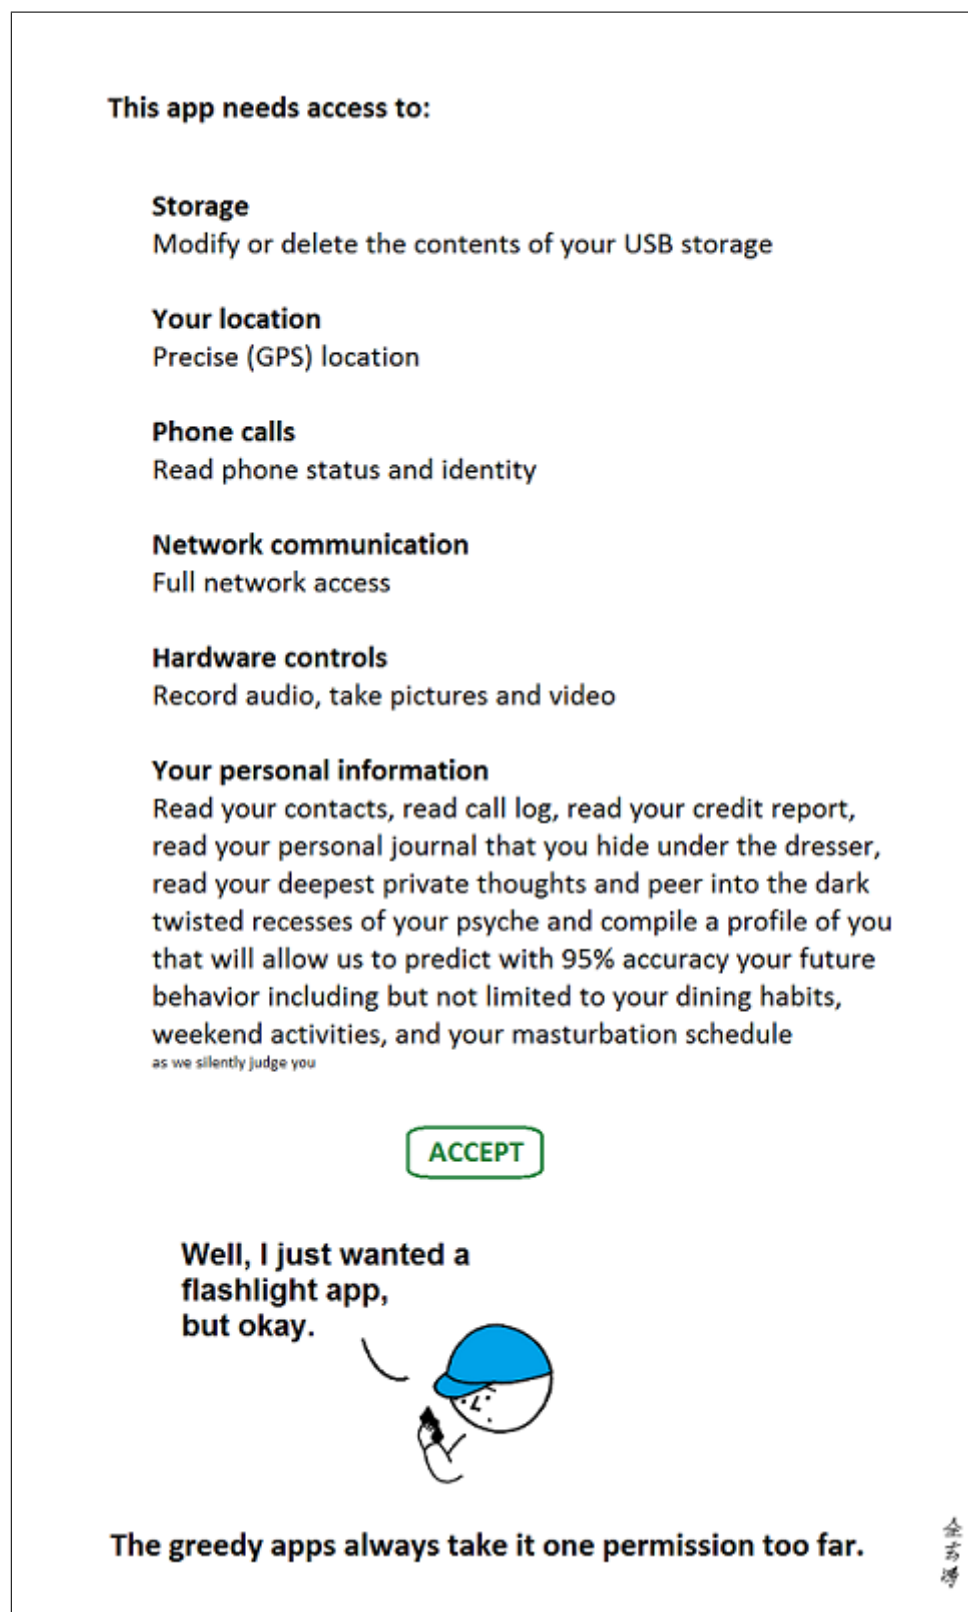 This app needs access to:
Storage
Modify or delete the contents of your USB storage
Your location
Precise (GPS) location
Phone calls
Read phone status and identity
Network communication
Full network access
Hardware controls
Record audio, take pictures and video
Your personal information
Read your contacts, read call log, read your credit report,
read your personal journal that you hide under the dresser,
read your deepest private thoughts and peer into the dark
twisted recesses of your psyche and compile a profile of you
that will allow us to predict with 95% accuracy your future
behavior including but not limited to your dining habits,
weekend activities, and your masturbation schedule
as we silently judge you
ACCEPT
Well, I just wanted a
flashlight app,
but okay.
The greedy apps always take it one permission too far.